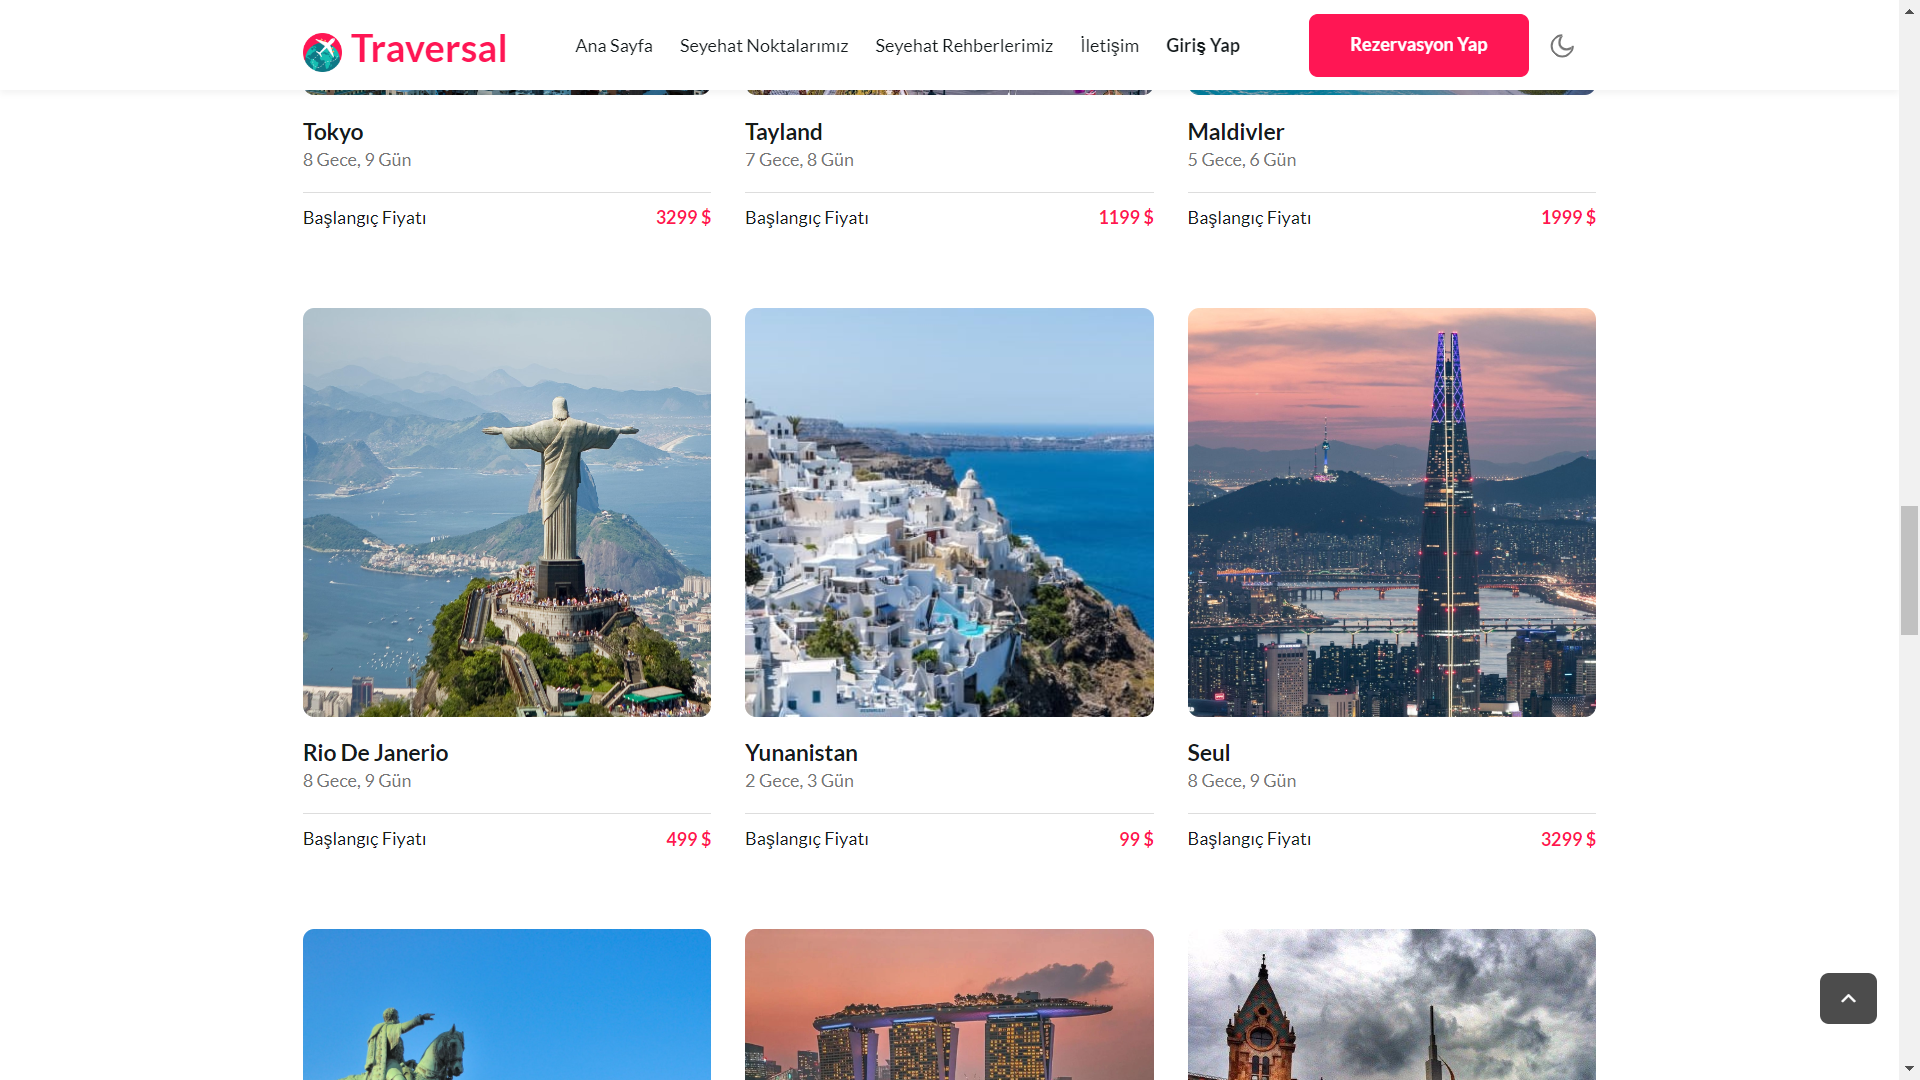 Traversal
Ana Sayfa
Seyehat Noktalarımız
Seyehat Rehberlerimiz
İletişim
Giriş Yap
Rezervasyon Yap
Tokyo
8 Gece, 9 Gün
Başlangıç Fiyatı
3299 $
Tayland
7 Gece, 8 Gün
Başlangıç Fiyatı
1199 $
Maldivler
5 Gece, 6 Gün
Başlangıç Fiyatı
1999 $
Rio De Janerio
8 Gece, 9 Gün
Başlangıç Fiyatı
499 $
Yunanistan
2 Gece, 3 Gün
Başlangıç Fiyatı
99 $
Seul
8 Gece, 9 Gün
Başlangıç Fiyatı
3299 $